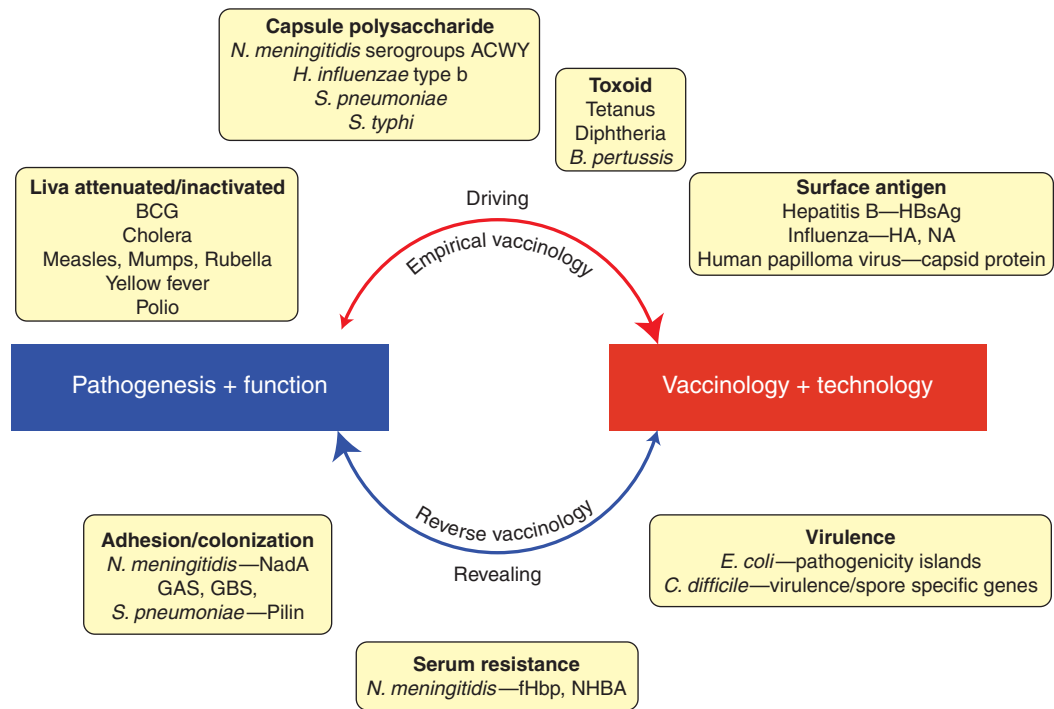 Capsule polysaccharide
N. meningitidis serogroups ACWY
H. influenzae type b
S. pneumoniae
S. typhi
Toxoid
Tetanus
Diphtheria
B. pertussis
Liva attenuated/inactivated
BCG
Cholera
Measles, Mumps, Rubella
Yellow fever
Polio
Surface antigen
Hepatitis B—HBsAg
Influenza—HA, NA
Human papilloma virus—capsid protein
Driving
Empirical vaccinology
Pathogenesis + function
Vaccinology + technology
Reverse vaccinology
Revealing
Adhesion/colonization
N. meningitidis—NadA
GAS, GBS,
S. pneumoniae—Pilin
Virulence
E. coli—pathogenicity islands
C. difficile—virulence/spore specific genes
Serum resistance
N. meningitidis—fHbp, NHBA